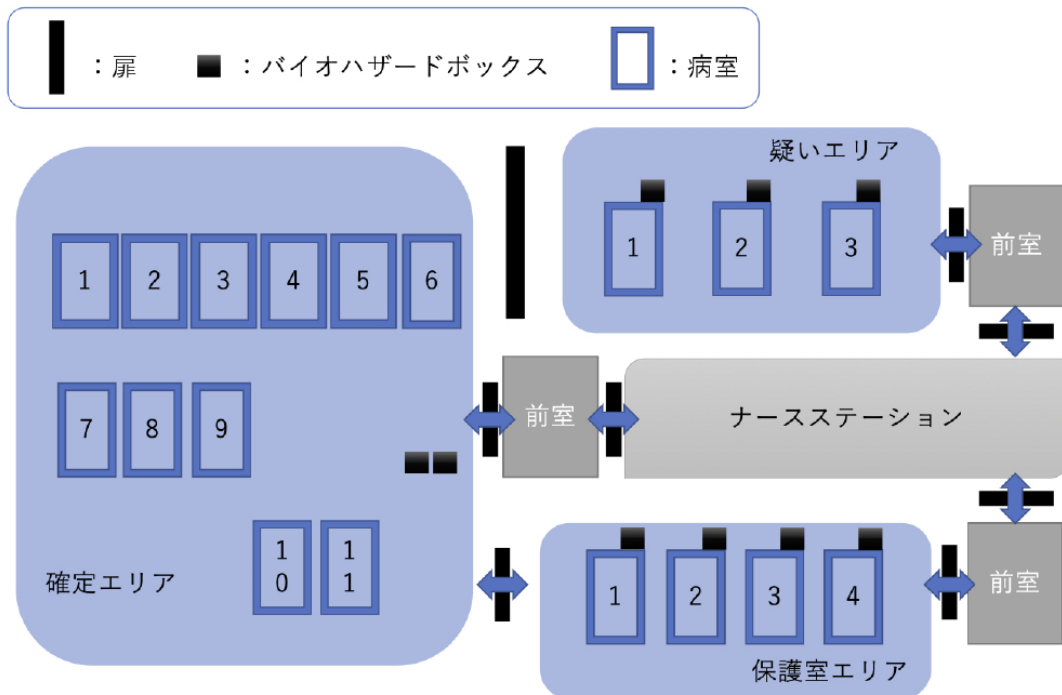 ：扉
：バイオハザードボックス
：病室
疑いエリア
1
2
3
前室
1
2
3
4
5
6
7
8
9
前室
ナースステーション
1
0
1
1
確定エリア
1
2
3
4
前室
保護室エリア